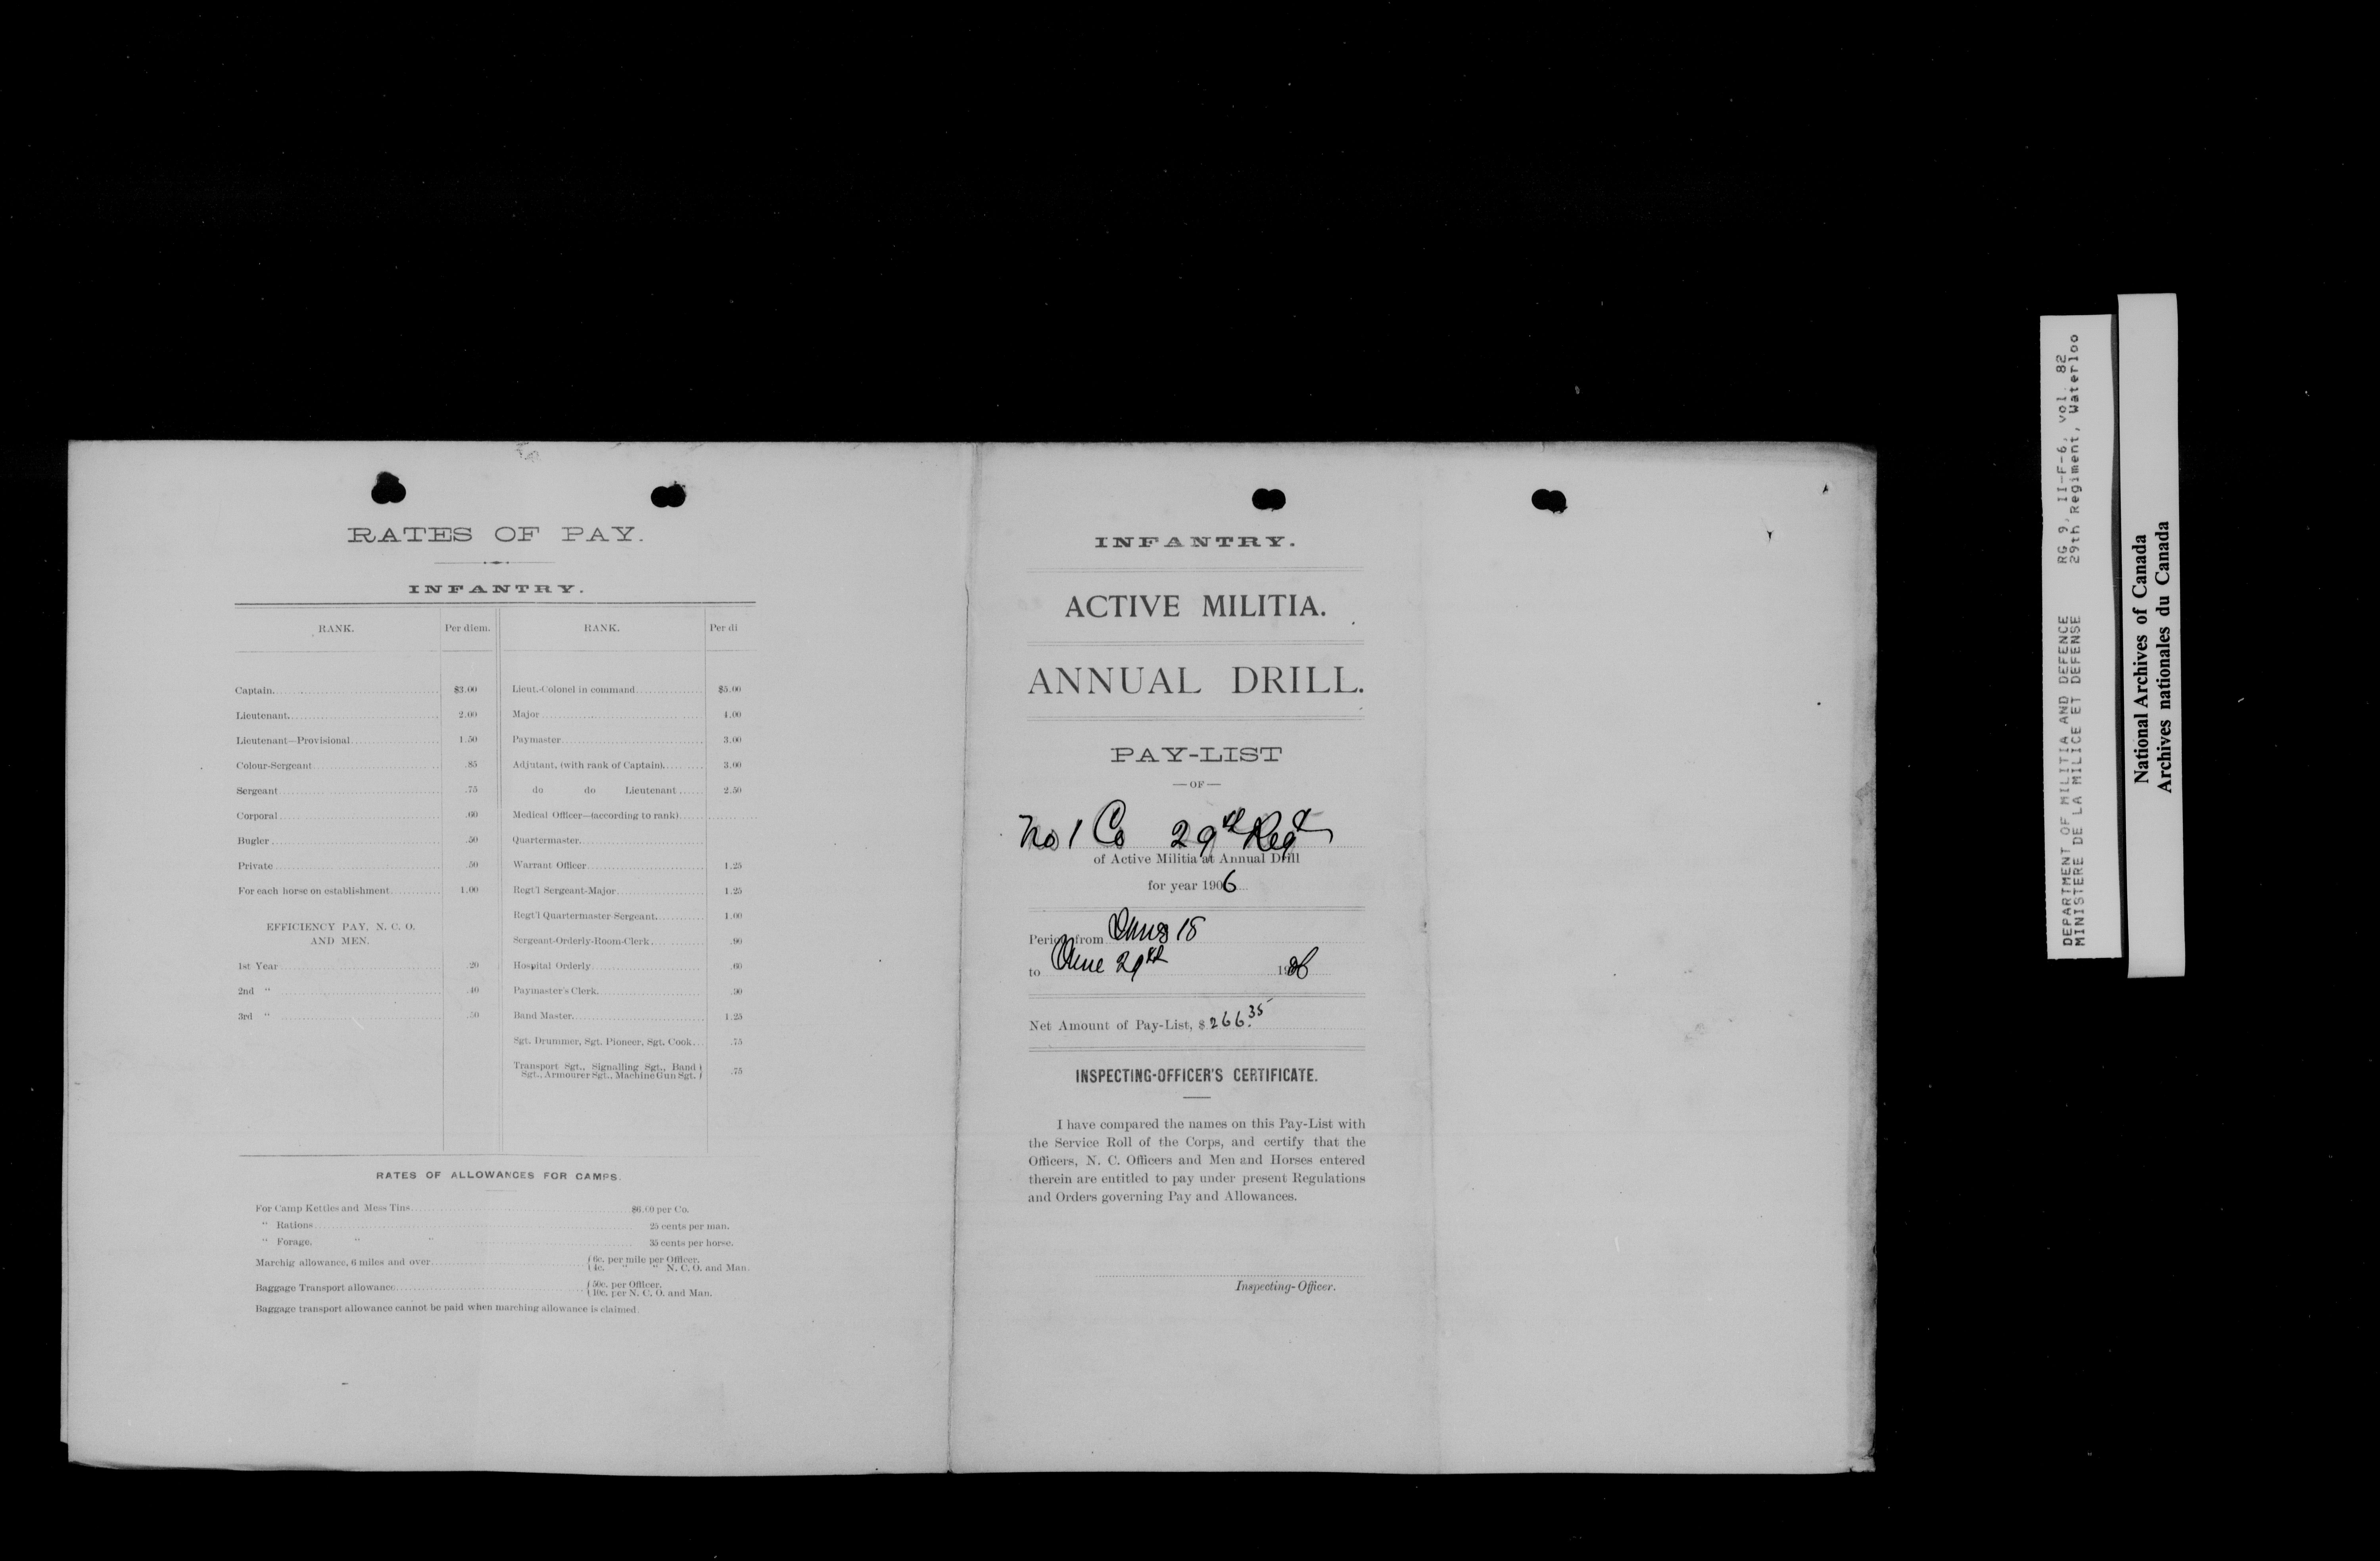 RATES OF PAY.
INFANTRY.
RANK. Per diem. RANK. Per di
Captain. $3.00 Lieut.-Colonel in command $5.00
Lieutenant. 2.00 Major 4.00
Lieutenant—Provisional 1.50 Paymaster 3.00
Colour-Sergeant .85 Adjutant, (with rank of Captain). 3.00
Sergeant .75 do do Lieutenant 2.50
Corporal .60 Medical Officer—(according to rank)
Bugler .50 Quartermaster.
Private .50 Warrant Officer 1.25
For each horse on establishment 1.00 Regt'l Sergeant-Major 1.25
Regt'l Quartermaster Sergeant. 1.00
EFFICIENCY PAY, N. C. O.
AND MEN.
Sergeant-Orderly-Room-Clerk .90
1st Year .20 Hospital Orderly .60
2nd “ .40 Paymaster's Clerk. .90
3rd “ .50 Band Master. 1.25
Sgt. Drummer, Sgt. Pioneer, Sgt. Cook .75
Transport Sgt., Signalling Sgt., Band
Sgt., Armourer Sgt., Machine Gun Sgt. .75
RATES OF ALLOWANCES FOR CAMPS.
For Camp Kettles and Mess Tins $6.00 per Co.
“ Rations 25 cents per man.
“ Forage. “ “ 35 cents per horse.
Marchig allowance, 6 miles and over { 6c. per mile per Officer.
{ 4c. “ “ N. C. O. and Man.
Baggage Transport allowance { 50c. per Officer.
{ 10c. per N. C. O. and Man.
Baggage transport allowance cannot be paid when marching allowance is claimed.
INFANTRY.
ACTIVE MILITIA.
ANNUAL DRILL.
PAY-LIST
— OF —
No 1 Co 29th Regt
of Active Militia at Annual Drill
for year 1906
Period from June 18
to June 29th 1906
Net Amount of Pay-List, $ 266.35
INSPECTING-OFFICER'S CERTIFICATE.
I have compared the names on this Pay-List with
the Service Roll of the Corps, and certify that the
Officers, N. C. Officers and Men and Horses entered
therein are entitled to pay under present Regulations
and Orders governing Pay and Allowances.
Inspecting-Officer.
DEPARTMENT OF MILITIA AND DEFENCE RG 9, II-F-6, vol. 82
MINISTERE DE LA MILICE ET DEFENSE 29th Regiment, Waterloo
National Archives of Canada
Archives nationales du Canada